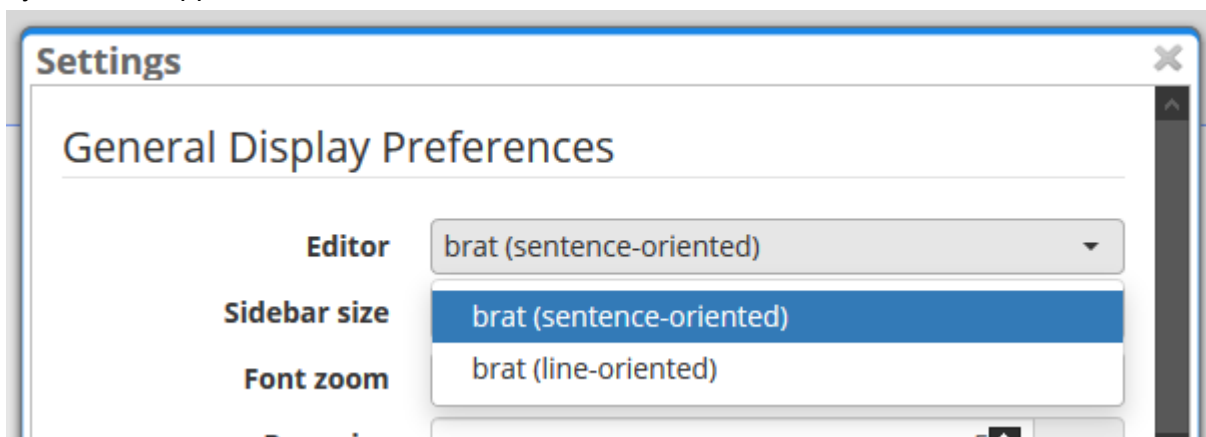 Settings
General Display Preferences
Editor brat (sentence-oriented)
Sidebar size brat (sentence-oriented)
Font zoom brat (line-oriented)